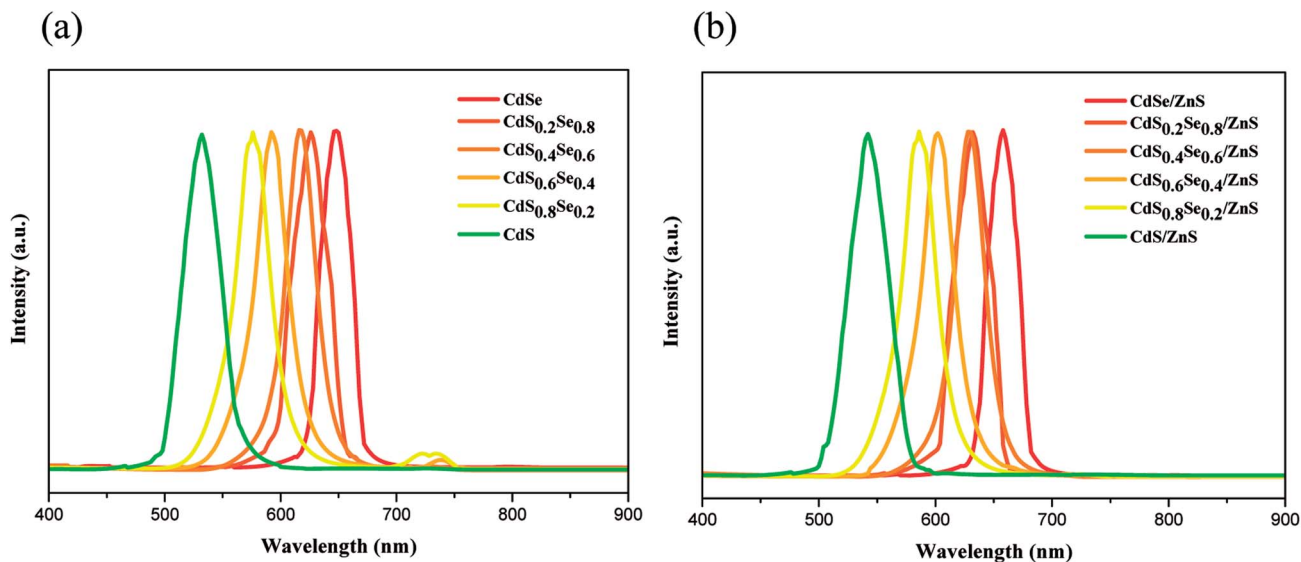 (a)
CdSe
CdS0.2Se0.8
CdS0.4Se0.6
CdS0.6Se0.4
CdS0.8Se0.2
CdS
Intensity (a.u.)
400 500 600 700 800 900
Wavelength (nm)
(b)
CdSe/ZnS
CdS0.2Se0.8/ZnS
CdS0.4Se0.6/ZnS
CdS0.6Se0.4/ZnS
CdS0.8Se0.2/ZnS
CdS/ZnS
Intensity (a.u.)
400 500 600 700 800 900
Wavelength (nm)